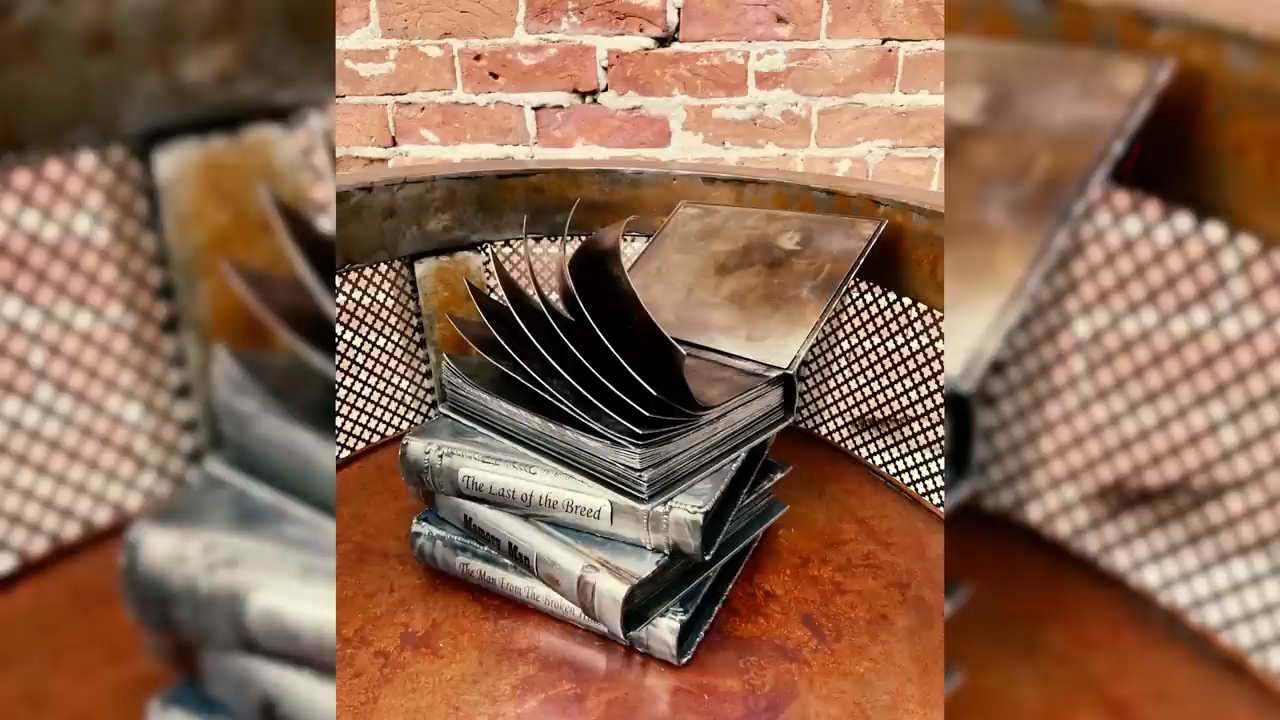 The Last of the Breed
Memory Man
The Man From The Broken